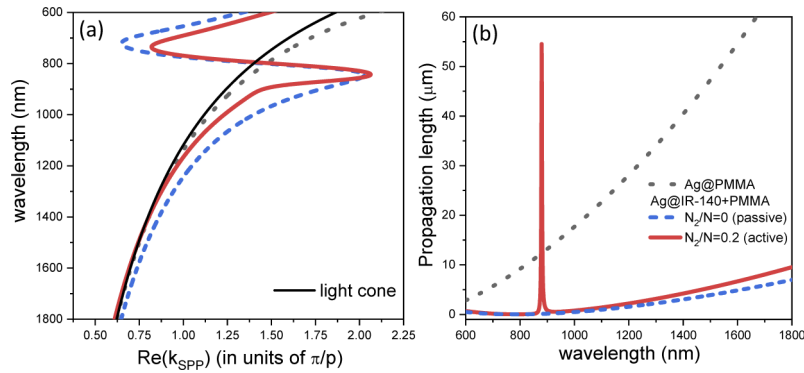 (a)
600
800
1000
1200
1400
1600
1800
wavelength (nm)
light cone
0.50 0.75 1.00 1.25 1.50 1.75 2.00 2.25
Re(k_SPP) (in units of π/p)
(b)
60
50
40
30
20
10
0
Propagation length (μm)
Ag@PMMA
Ag@IR-140+PMMA
N₂/N=0 (passive)
N₂/N=0.2 (active)
600 800 1000 1200 1400 1600 1800
wavelength (nm)